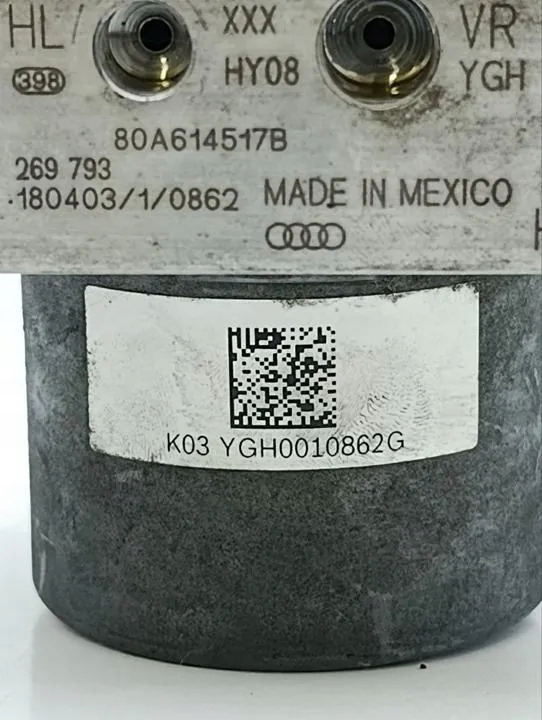 HL XXX VR
398 HY08 YGH
80A614517B
269 793
180403/1/0862 MADE IN MEXICO
K03 YGH0010862G